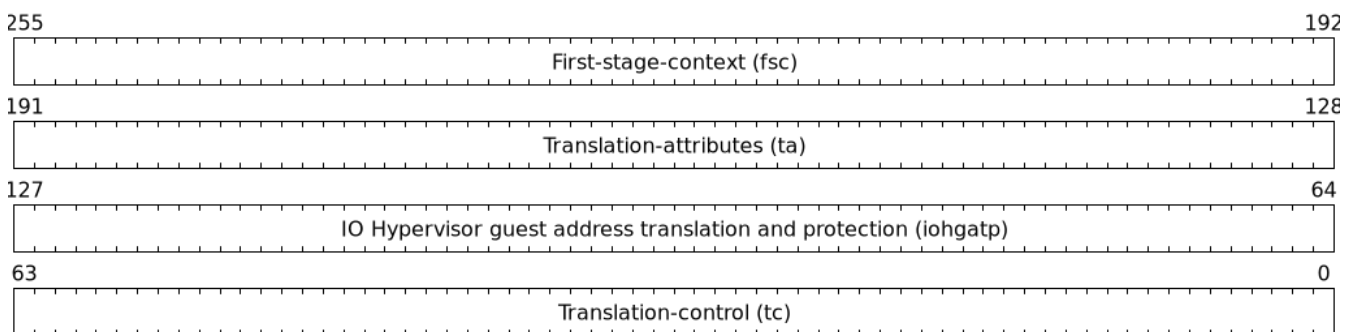 255 192
First-stage-context (fsc)
191 128
Translation-attributes (ta)
127 64
IO Hypervisor guest address translation and protection (iohgatp)
63 0
Translation-control (tc)